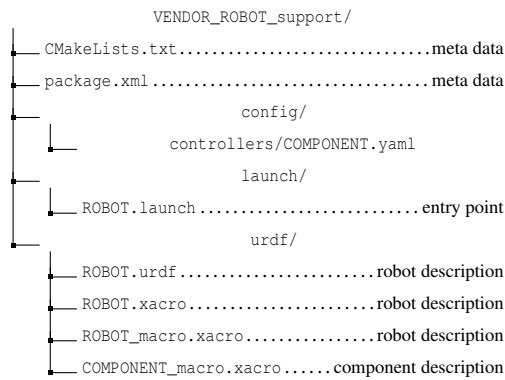 VENDOR_ROBOT_support/
CMakeLists.txt................................meta data
package.xml...................................meta data
config/
controllers/COMPONENT.yaml
launch/
ROBOT.launch..........................entry point
urdf/
ROBOT.urdf.......................robot description
ROBOT.xacro......................robot description
ROBOT_macro.xacro...............robot description
COMPONENT_macro.xacro......component description